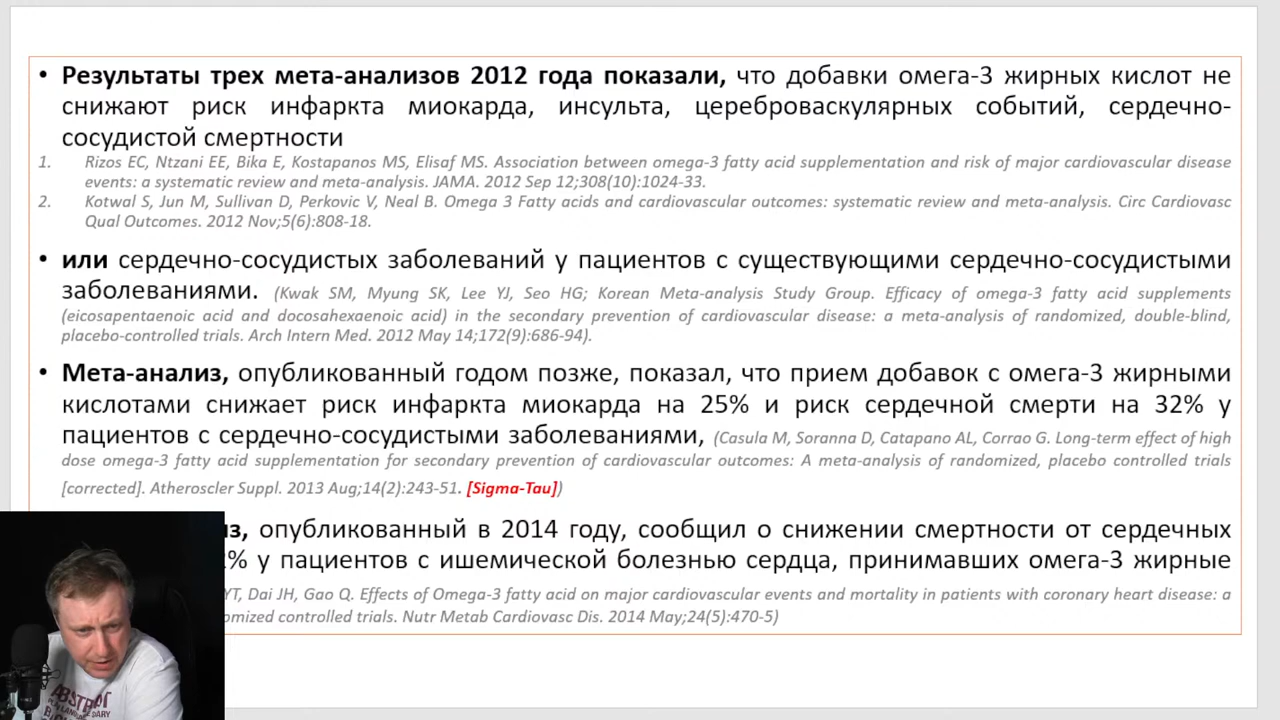 • Результаты трех мета-анализов 2012 года показали, что добавки омега-3 жирных кислот не
снижают риск инфаркта миокарда, инсульта, цереброваскулярных событий, сердечно-
сосудистой смертности
1. Rizos EC, Ntzani EE, Bika E, Kostapanos MS, Elisaf MS. Association between omega-3 fatty acid supplementation and risk of major cardiovascular disease
events: a systematic review and meta-analysis. JAMA. 2012 Sep 12;308(10):1024-33.
2. Kotwal S, Jun M, Sullivan D, Perkovic V, Neal B. Omega 3 Fatty acids and cardiovascular outcomes: systematic review and meta-analysis. Circ Cardiovasc
Qual Outcomes. 2012 Nov;5(6):808-18.
• или сердечно-сосудистых заболеваний у пациентов с существующими сердечно-сосудистыми
заболеваниями. (Kwak SM, Myung SK, Lee YJ, Seo HG; Korean Meta-analysis Study Group. Efficacy of omega-3 fatty acid supplements
(eicosapentaenoic acid and docosahexaenoic acid) in the secondary prevention of cardiovascular disease: a meta-analysis of randomized, double-blind,
placebo-controlled trials. Arch Intern Med. 2012 May 14;172(9):686-94).
• Мета-анализ, опубликованный годом позже, показал, что прием добавок с омега-3 жирными
кислотами снижает риск инфаркта миокарда на 25% и риск сердечной смерти на 32% у
пациентов с сердечно-сосудистыми заболеваниями, (Casula M, Soranna D, Catapano AL, Corrao G. Long-term effect of high
dose omega-3 fatty acid supplementation for secondary prevention of cardiovascular outcomes: A meta-analysis of randomized, placebo controlled trials
[corrected]. Atheroscler Suppl. 2013 Aug;14(2):243-51. [Sigma-Tau])
из, опубликованный в 2014 году, сообщил о снижении смертности от сердечных
% у пациентов с ишемической болезнью сердца, принимавших омега-3 жирные
YT, Dai JH, Gao Q. Effects of Omega-3 fatty acid on major cardiovascular events and mortality in patients with coronary heart disease: a
omized controlled trials. Nutr Metab Cardiovasc Dis. 2014 May;24(5):470-5)